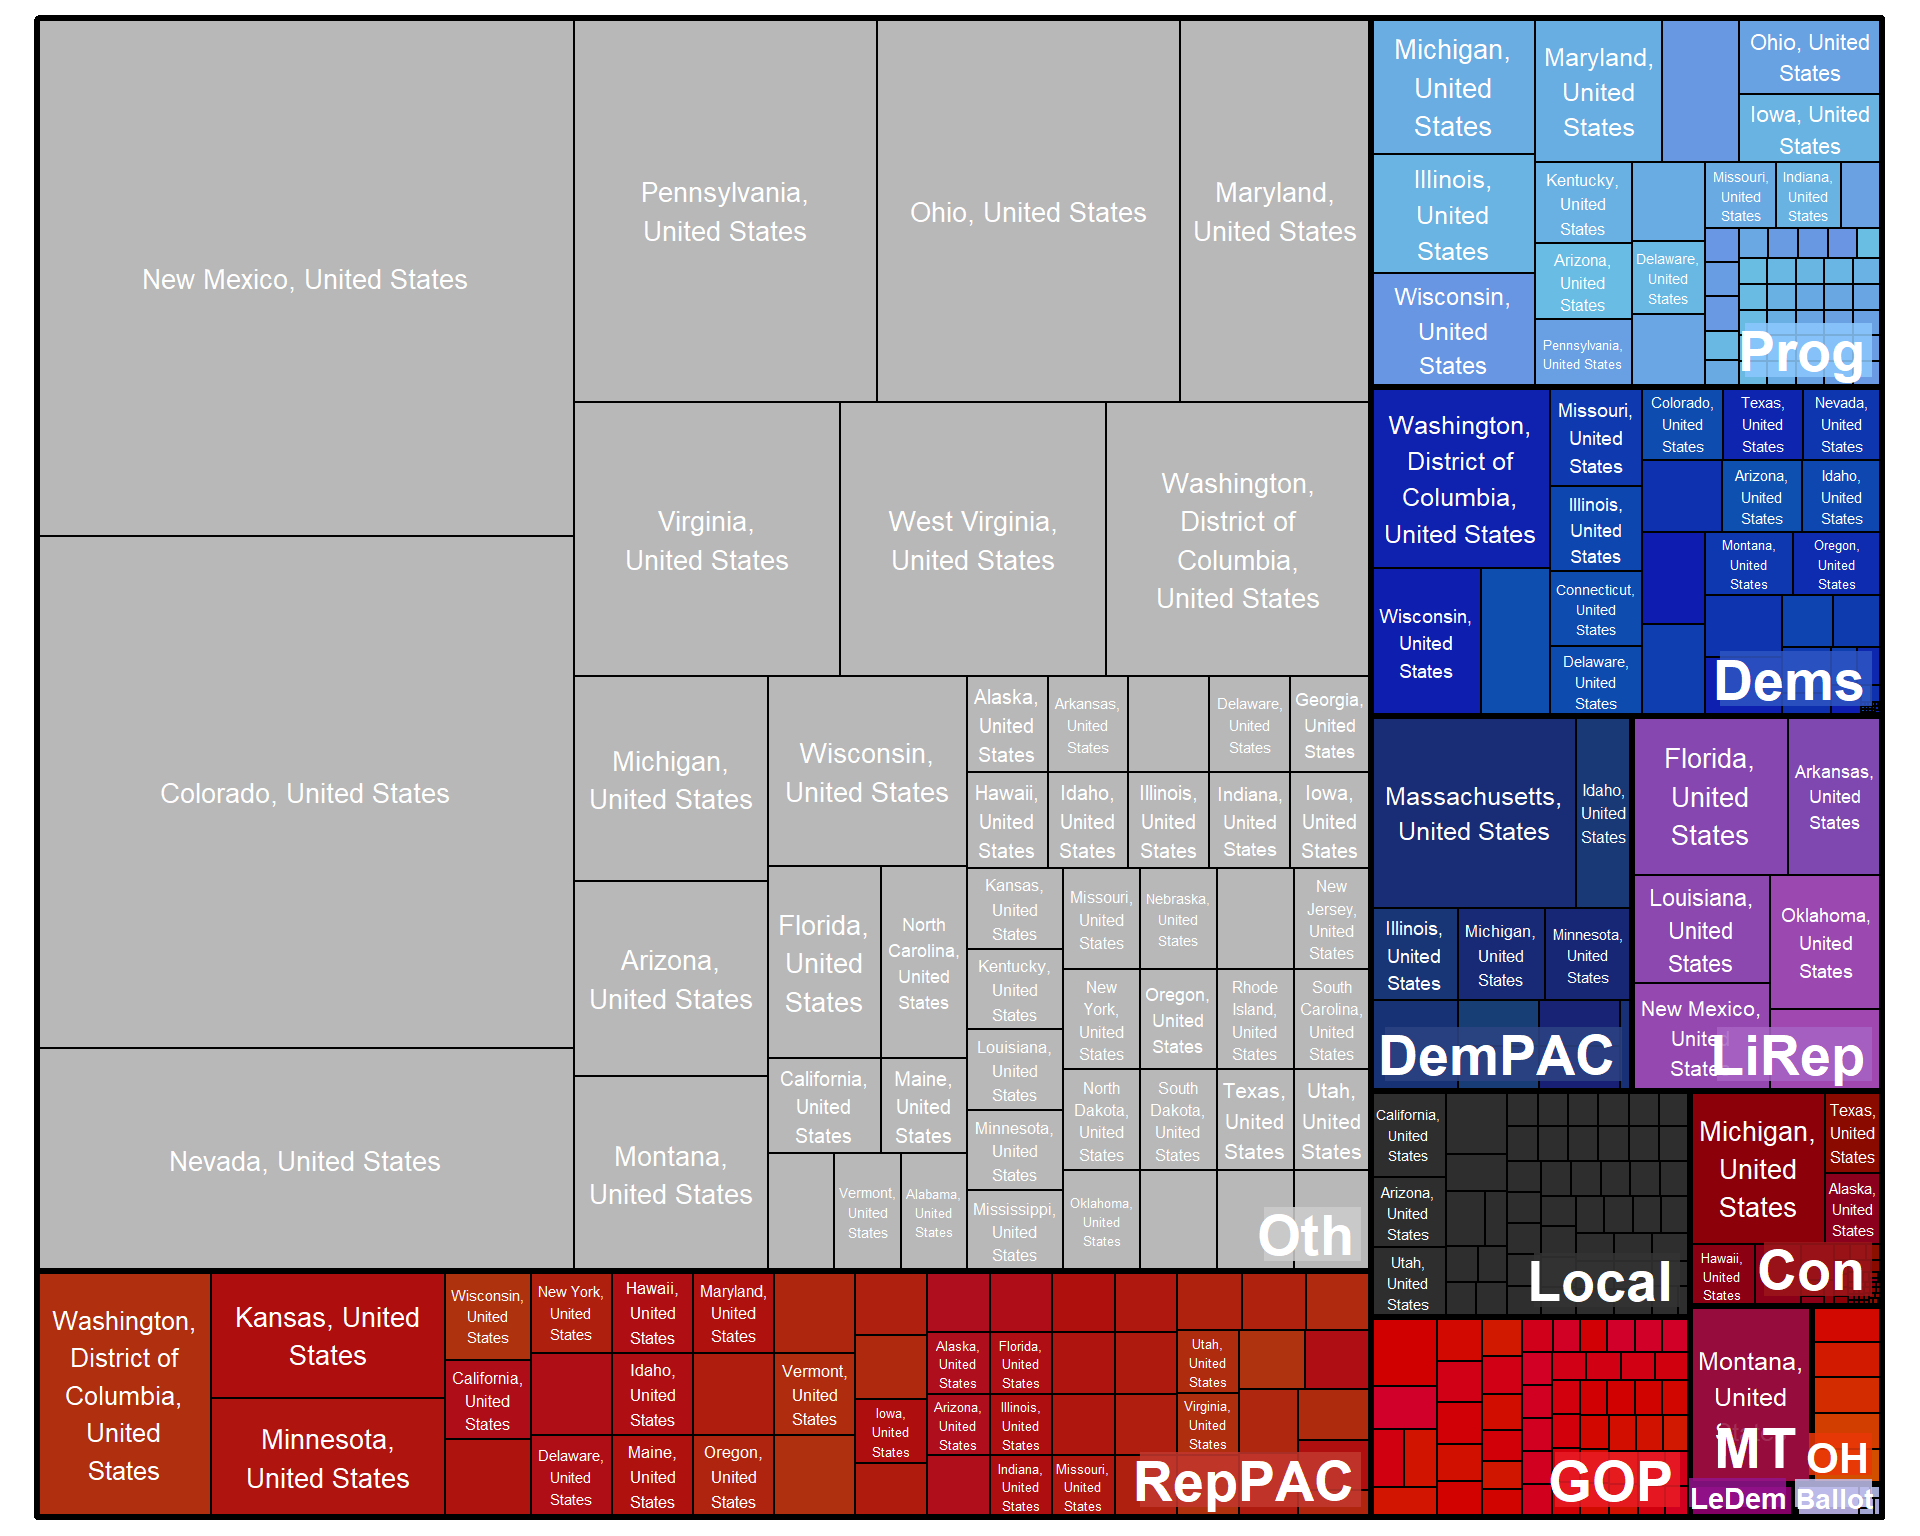 New Mexico, United States
Colorado, United States
Nevada, United States
Pennsylvania,
United States
Ohio, United States
Maryland,
United States
Virginia,
United States
West Virginia,
United States
Washington,
District of
Columbia,
United States
Michigan,
United States
Arizona,
United States
Montana,
United States
Wisconsin,
United States
Florida,
United
States
North
Carolina,
United
States
California,
United
States
Maine,
United
States
Vermont,
United
States
Alabama,
United
States
Alaska,
United
States
Arkansas,
United
States
Delaware,
United
States
Georgia,
United
States
Hawaii,
United
States
Idaho,
United
States
Illinois,
United
States
Indiana,
United
States
Iowa,
United
States
Kansas,
United
States
Kentucky,
United
States
Louisiana,
United
States
Minnesota,
United
States
Mississippi,
United
States
Missouri,
United
States
Nebraska,
United
States
New
Jersey,
United
States
New
York,
United
States
Oregon,
United
States
Rhode
Island,
United
States
South
Carolina,
United
States
North
Dakota,
United
States
South
Dakota,
United
States
Texas,
United
States
Utah,
United
States
Oklahoma,
United
States
Oth
Washington,
District of
Columbia,
United
States
Kansas, United
States
Minnesota,
United States
Wisconsin,
United
States
California,
United
States
New York,
United
States
Delaware,
United
States
Hawaii,
United
States
Idaho,
United
States
Maine,
United
States
Maryland,
United
States
Oregon,
United
States
Vermont,
United
States
Iowa,
United
States
Alaska,
United
States
Arizona,
United
States
Florida,
United
States
Illinois,
United
States
Indiana,
United
States
Missouri,
United
States
Utah,
United
States
Virginia,
United
States
RepPAC
Michigan,
United
States
Illinois,
United
States
Wisconsin,
United
States
Maryland,
United
States
Ohio, United
States
Iowa, United
States
Kentucky,
United
States
Arizona,
United
States
Pennsylvania,
United States
Delaware,
United
States
Missouri,
United
States
Indiana,
United
States
Prog
Washington,
District of
Columbia,
United States
Wisconsin,
United
States
Missouri,
United
States
Illinois,
United
States
Connecticut,
United
States
Delaware,
United
States
Colorado,
United
States
Texas,
United
States
Nevada,
United
States
Arizona,
United
States
Idaho,
United
States
Montana,
United
States
Oregon,
United
States
Dems
Massachusetts,
United States
Idaho,
United
States
Illinois,
United
States
Michigan,
United
States
Minnesota,
United
States
DemPAC
Florida,
United
States
Arkansas,
United
States
Louisiana,
United
States
Oklahoma,
United
States
New Mexico,
United
States
LiRep
California,
United
States
Arizona,
United
States
Utah,
United
States
Local
Michigan,
United
States
Texas,
United
States
Alaska,
United
States
Hawaii,
United
States
Con
GOP
Montana,
United
States
MT
OH
LeDem
Ballot